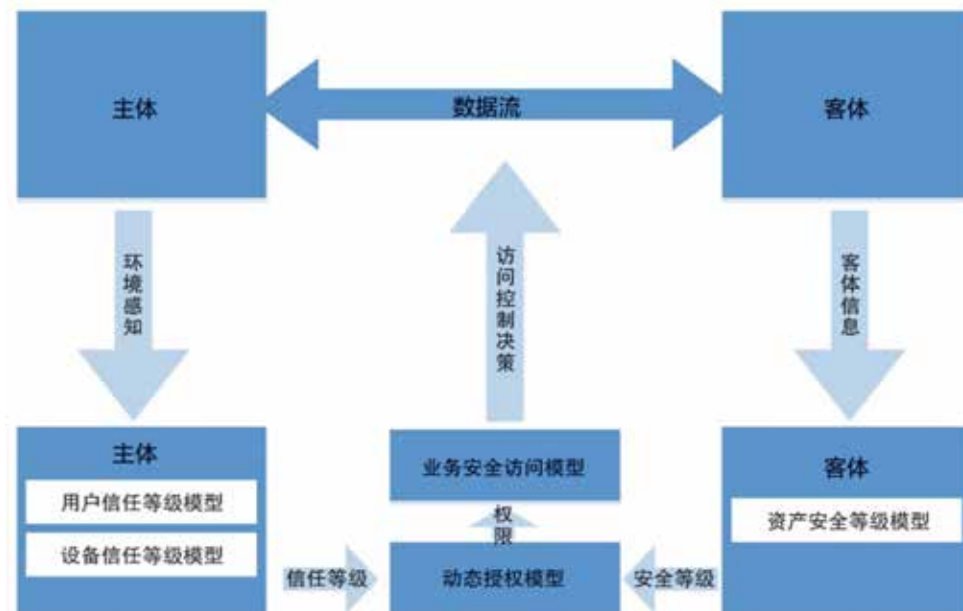 主体
数据流
客体
环境感知
访问控制决策
客体信息
主体
用户信任等级模型
设备信任等级模型
业务安全访问模型
权限
动态授权模型
信任等级
安全等级
客体
资产安全等级模型